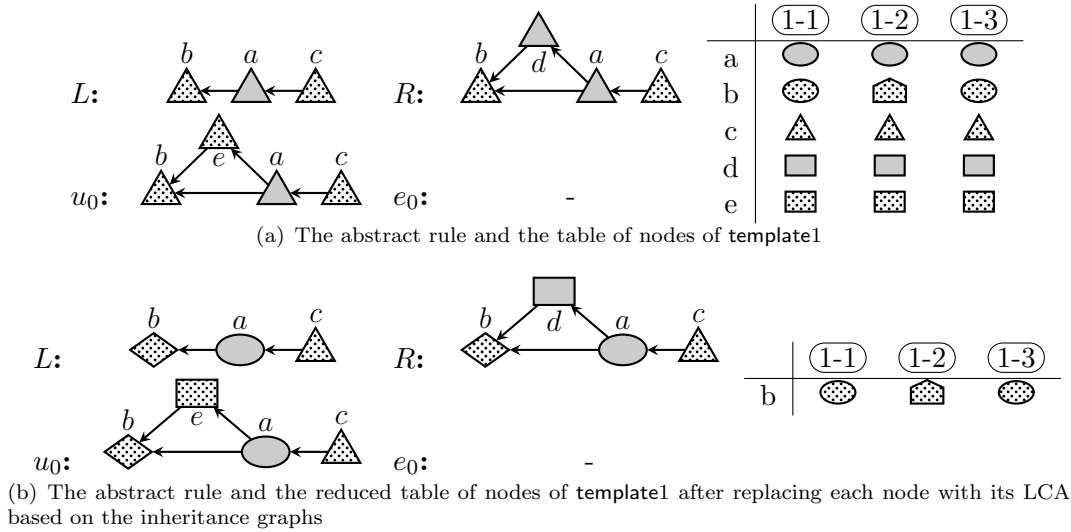 1-1 1-2 1-3
b a c
L:
d
b a c
R:
a
b
c
d
e
e
b a c
u₀:
e₀: -
(a) The abstract rule and the table of nodes of template1
b a c
L:
d
b a c
R:
1-1 1-2 1-3
b
e
b a c
u₀:
e₀: -
(b) The abstract rule and the reduced table of nodes of template1 after replacing each node with its LCA
based on the inheritance graphs